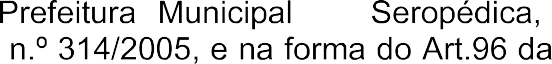 Prefeitura Municipal Seropédica,
n.º 314/2005, e na forma do Art.96 da